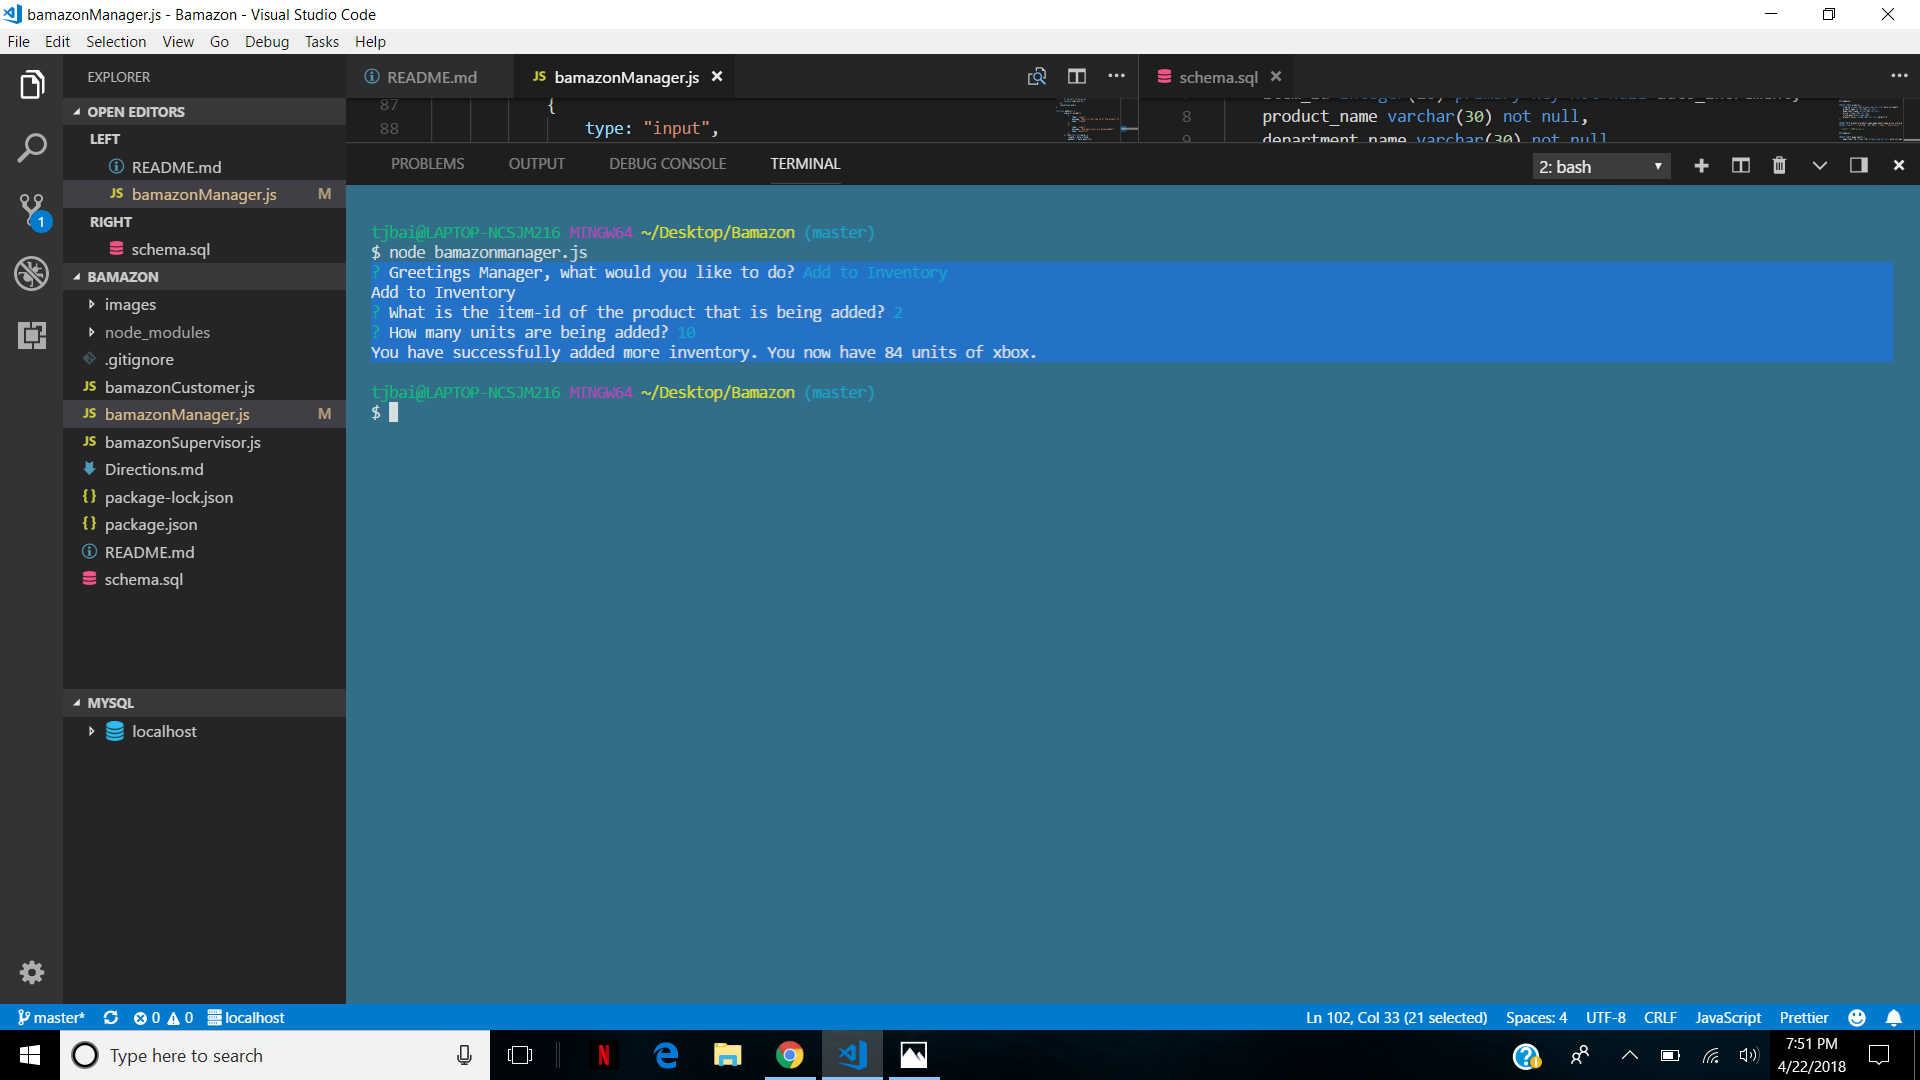 bamazonManager.js - Bamazon - Visual Studio Code
File Edit Selection View Go Debug Tasks Help
EXPLORER
OPEN EDITORS
LEFT
README.md
JS bamazonManager.js M
RIGHT
schema.sql
1
BAMAZON
images
node_modules
.gitignore
JS bamazonCustomer.js
JS bamazonManager.js M
JS bamazonSupervisor.js
Directions.md
{} package-lock.json
{} package.json
README.md
schema.sql
MYSQL
localhost
README.md JS bamazonManager.js schema.sql
87 {
88 type: "input",
8 product_name varchar(30) not null,
9 department_name varchar(30) not null
PROBLEMS OUTPUT DEBUG CONSOLE TERMINAL 2: bash
tjbai@LAPTOP-NCSJM216 MINGW64 ~/Desktop/Bamazon (master)
$ node bamazonmanager.js
? Greetings Manager, what would you like to do? Add to Inventory
Add to Inventory
? What is the item-id of the product that is being added? 2
? How many units are being added? 10
You have successfully added more inventory. You now have 84 units of xbox.
tjbai@LAPTOP-NCSJM216 MINGW64 ~/Desktop/Bamazon (master)
$
master* 0 0 localhost Ln 102, Col 33 (21 selected) Spaces: 4 UTF-8 CRLF JavaScript Prettier
Type here to search
7:51 PM
4/22/2018